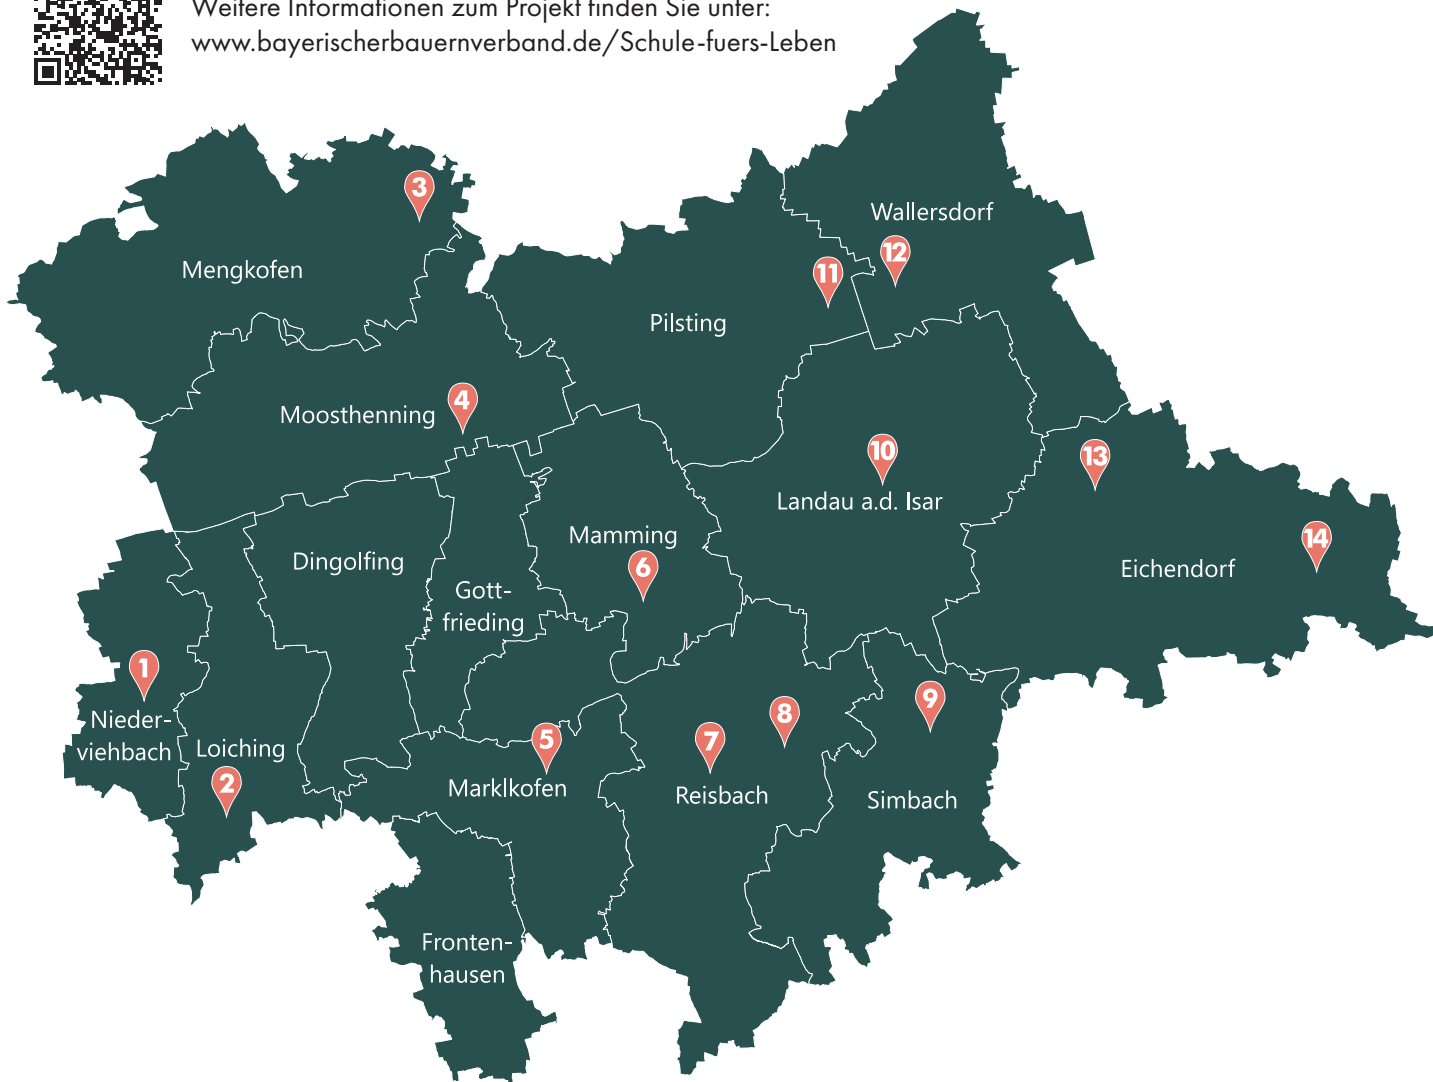 Weitere Informationen zum Projekt finden Sie unter:
www.bayerischerbauernverband.de/Schule-fuers-Leben
3
Wallersdorf
12
Mengkofen
11
Pilsting
4
Moosthenning
10
13
Landau a.d. Isar
Mamming
14
Dingolfing
6
Eichendorf
Gott-
frieding
1
9
Nieder-
viehbach
8
5
7
Loiching
2
Marklkofen
Reisbach
Simbach
Fronten-
hausen